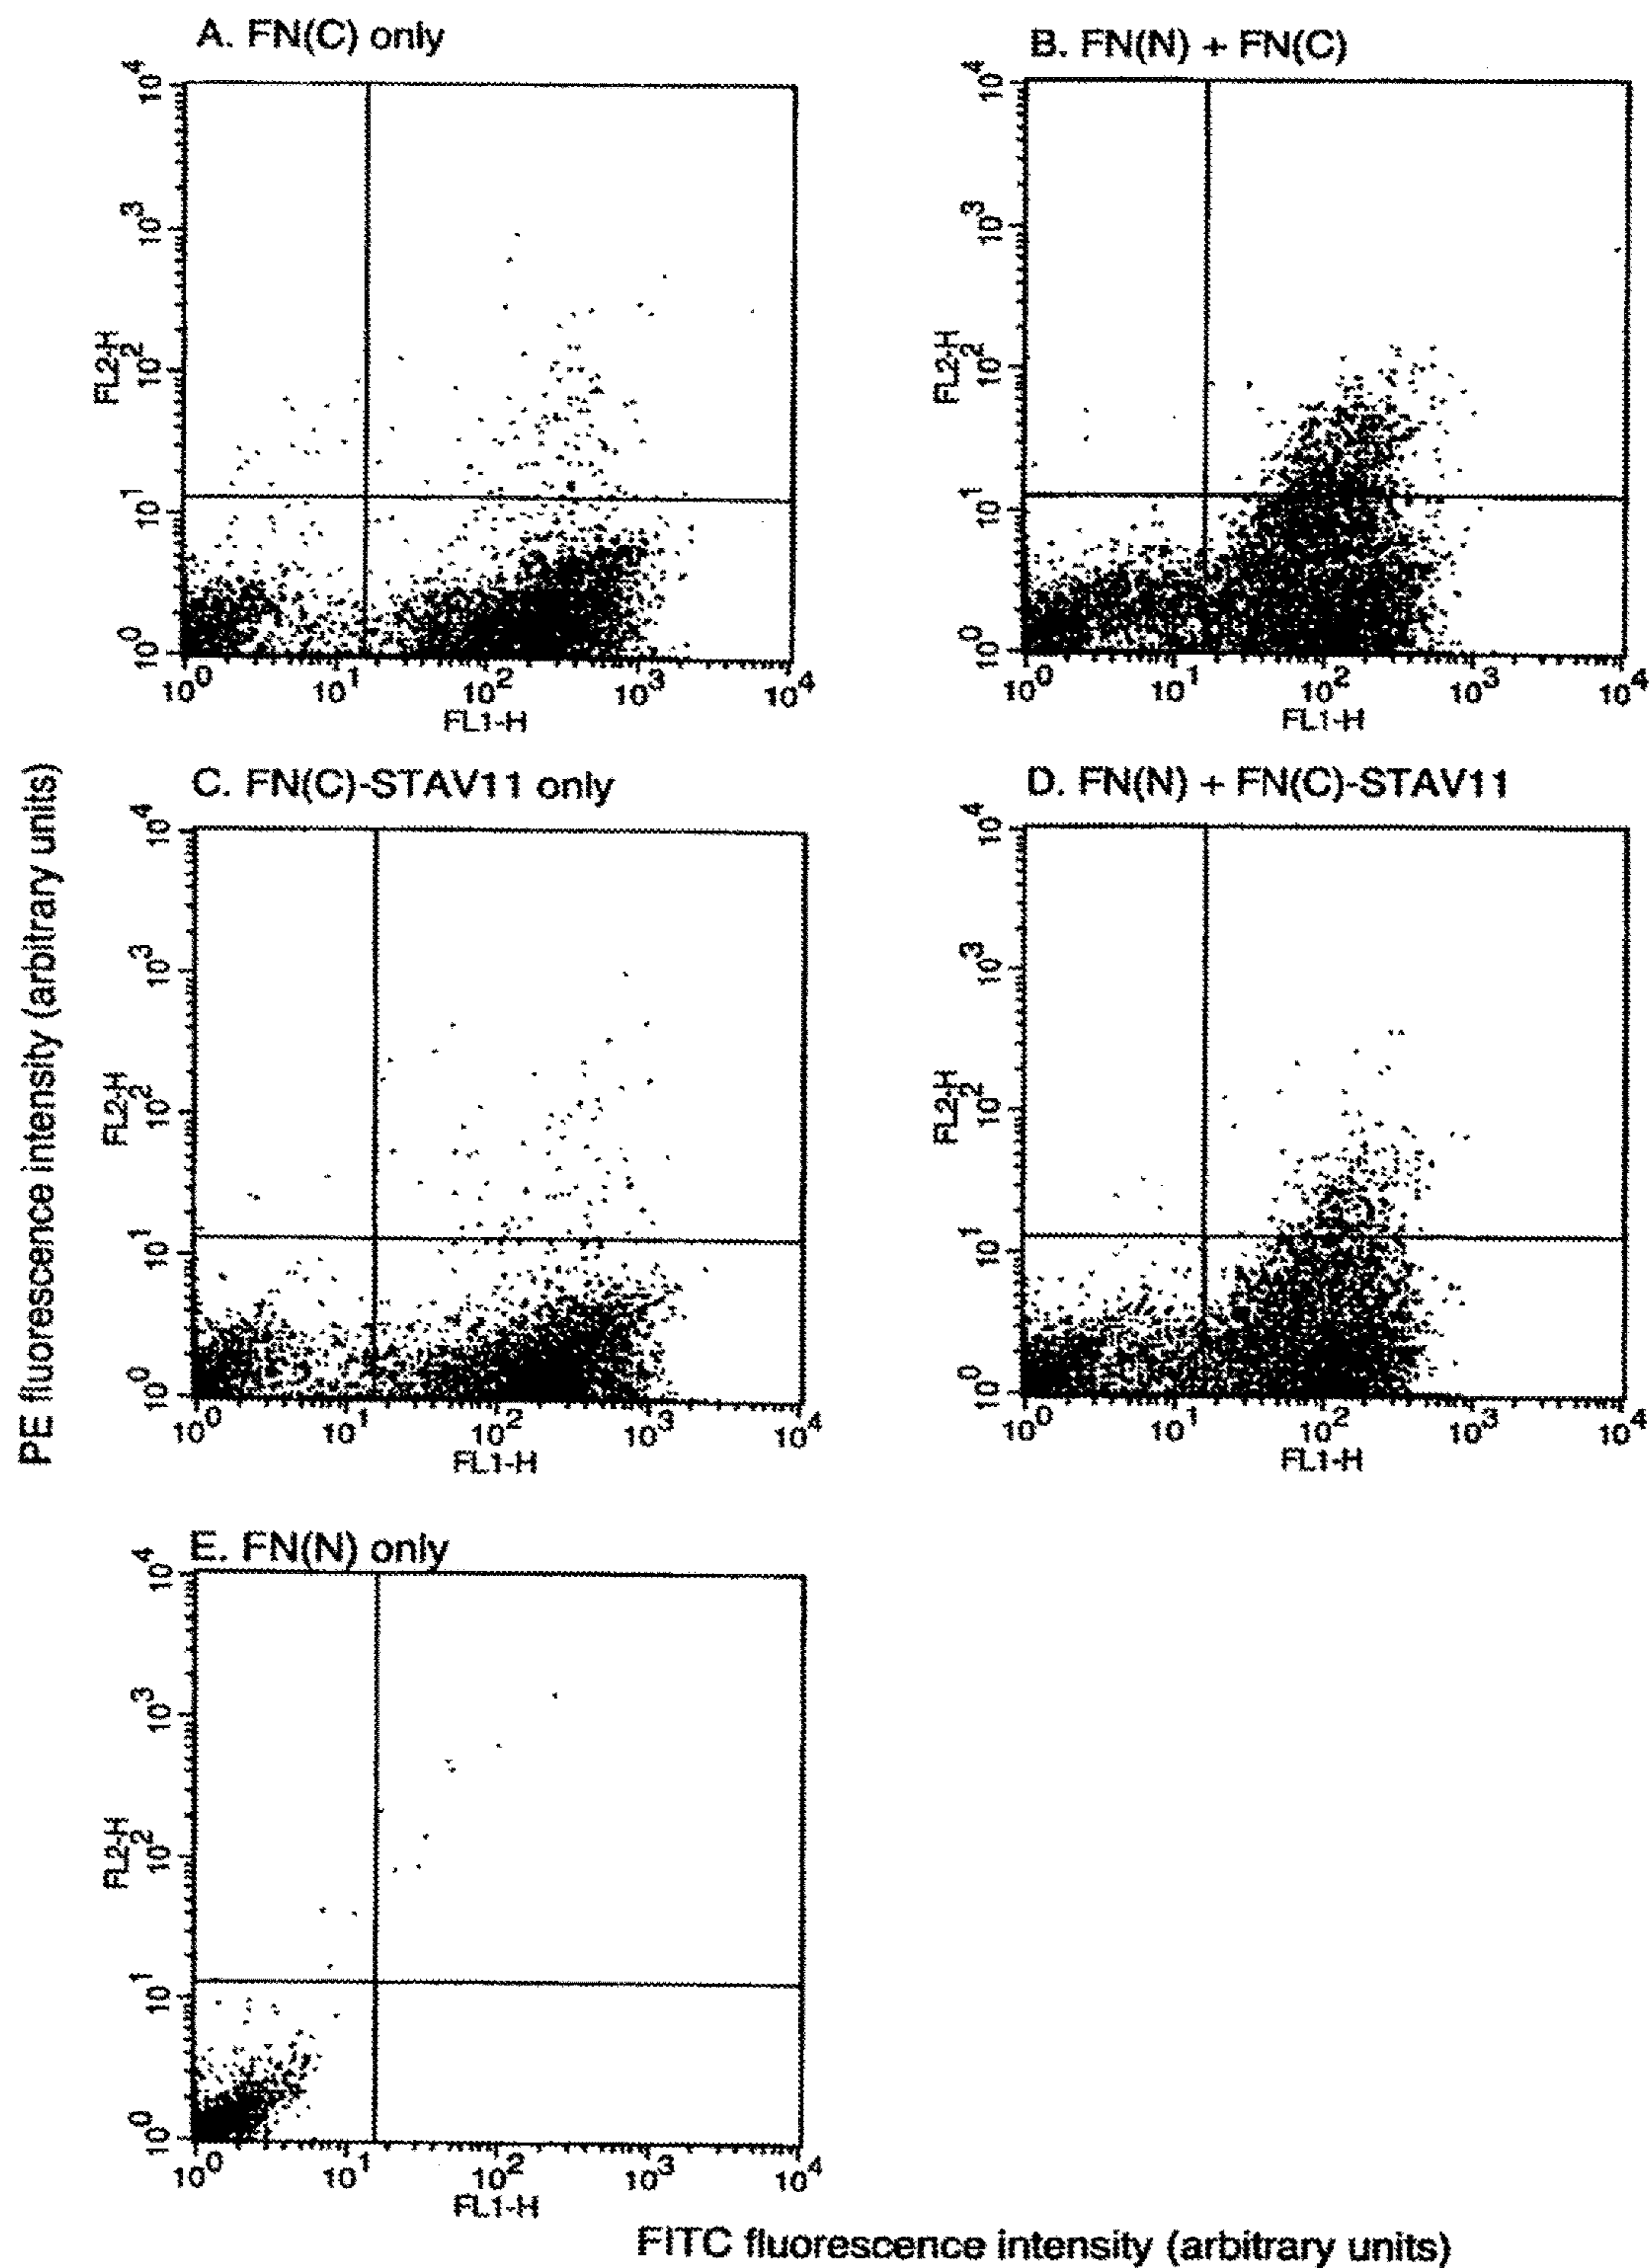 A. FN(C) only
B. FN(N) + FN(C)
10^4
10^3
10^2
10^1
10^0
FL2-H
10^0 10^1 10^2 10^3 10^4
FL1-H
10^4
10^3
10^2
10^1
10^0
FL2-H
10^0 10^1 10^2 10^3 10^4
FL1-H
PE fluorescence intensity (arbitrary units)
C. FN(C)-STAV11 only
D. FN(N) + FN(C)-STAV11
10^4
10^3
10^2
10^1
10^0
FL2-H
10^0 10^1 10^2 10^3 10^4
FL1-H
10^4
10^3
10^2
10^1
10^0
FL2-H
10^0 10^1 10^2 10^3 10^4
FL1-H
E. FN(N) only
10^4
10^3
10^2
10^1
10^0
FL2-H
10^0 10^1 10^2 10^3 10^4
FL1-H
FITC fluorescence intensity (arbitrary units)